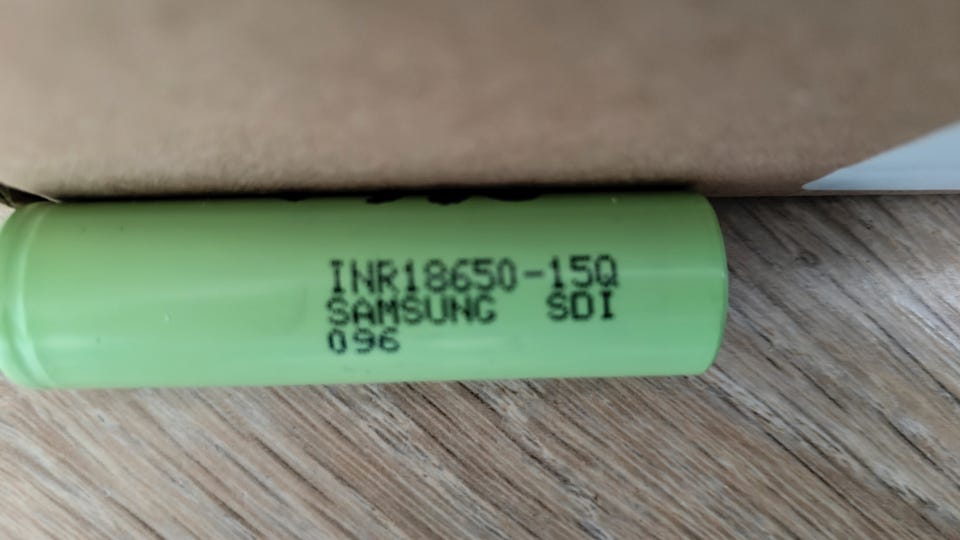 INR18650-15Q
SAMSUNG SDI
096